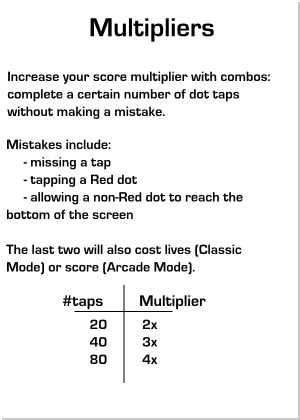 Multipliers
Increase your score multiplier with combos:
complete a certain number of dot taps
without making a mistake.
Mistakes include:
- missing a tap
- tapping a Red dot
- allowing a non-Red dot to reach the
bottom of the screen
The last two will also cost lives (Classic
Mode) or score (Arcade Mode).
#taps Multiplier
20 2x
40 3x
80 4x